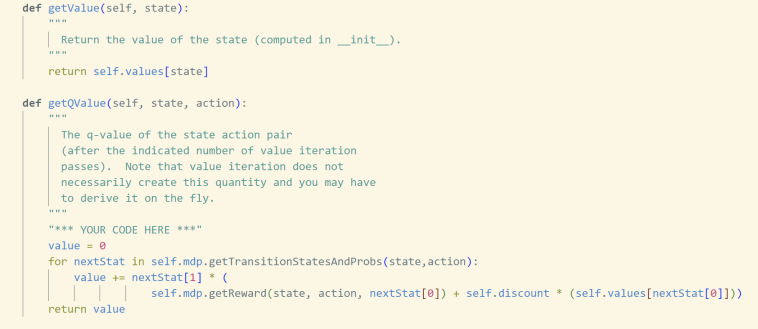 def getValue(self, state):
    """
      Return the value of the state (computed in __init__).
    """
    return self.values[state]

def getQValue(self, state, action):
    """
      The q-value of the state action pair
      (after the indicated number of value iteration
      passes).  Note that value iteration does not
      necessarily create this quantity and you may have
      to derive it on the fly.
    """
    "*** YOUR CODE HERE ***"
    value = 0
    for nextStat in self.mdp.getTransitionStatesAndProbs(state,action):
        value += nextStat[1] * (
                    self.mdp.getReward(state, action, nextStat[0]) + self.discount * (self.values[nextStat[0]]))
    return value